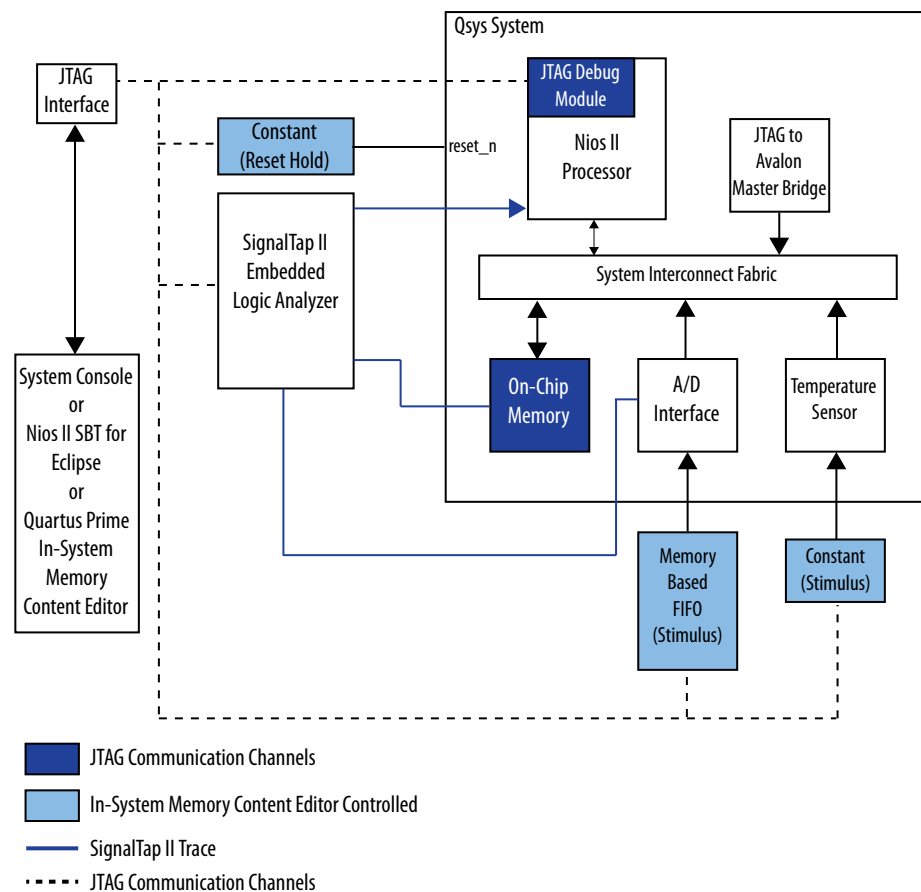 Qsys System
JTAG
Interface
JTAG Debug
Module
Constant
(Reset Hold)
reset_n
Nios II
Processor
JTAG to
Avalon
Master Bridge
SignalTap II
Embedded
Logic Analyzer
System Interconnect Fabric
System Console
or
Nios II SBT for
Eclipse
or
Quartus Prime
In-System
Memory
Content Editor
On-Chip
Memory
A/D
Interface
Temperature
Sensor
Memory
Based
FIFO
(Stimulus)
Constant
(Stimulus)
JTAG Communication Channels
In-System Memory Content Editor Controlled
SignalTap II Trace
JTAG Communication Channels